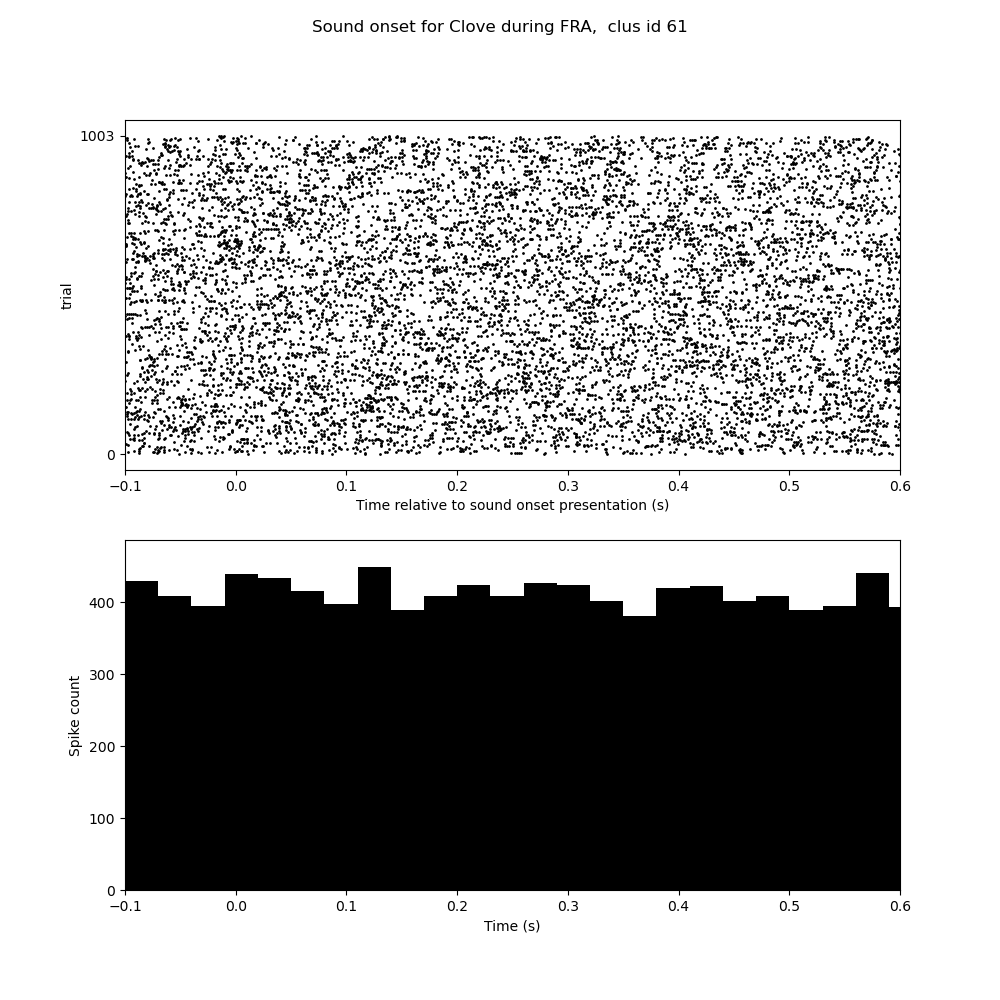 Sound onset for Clove during FRA,  clus id 61
1003
trial
0
−0.1 0.0 0.1 0.2 0.3 0.4 0.5 0.6
Time relative to sound onset presentation (s)
400
300
Spike count
200
100
0
−0.1 0.0 0.1 0.2 0.3 0.4 0.5 0.6
Time (s)